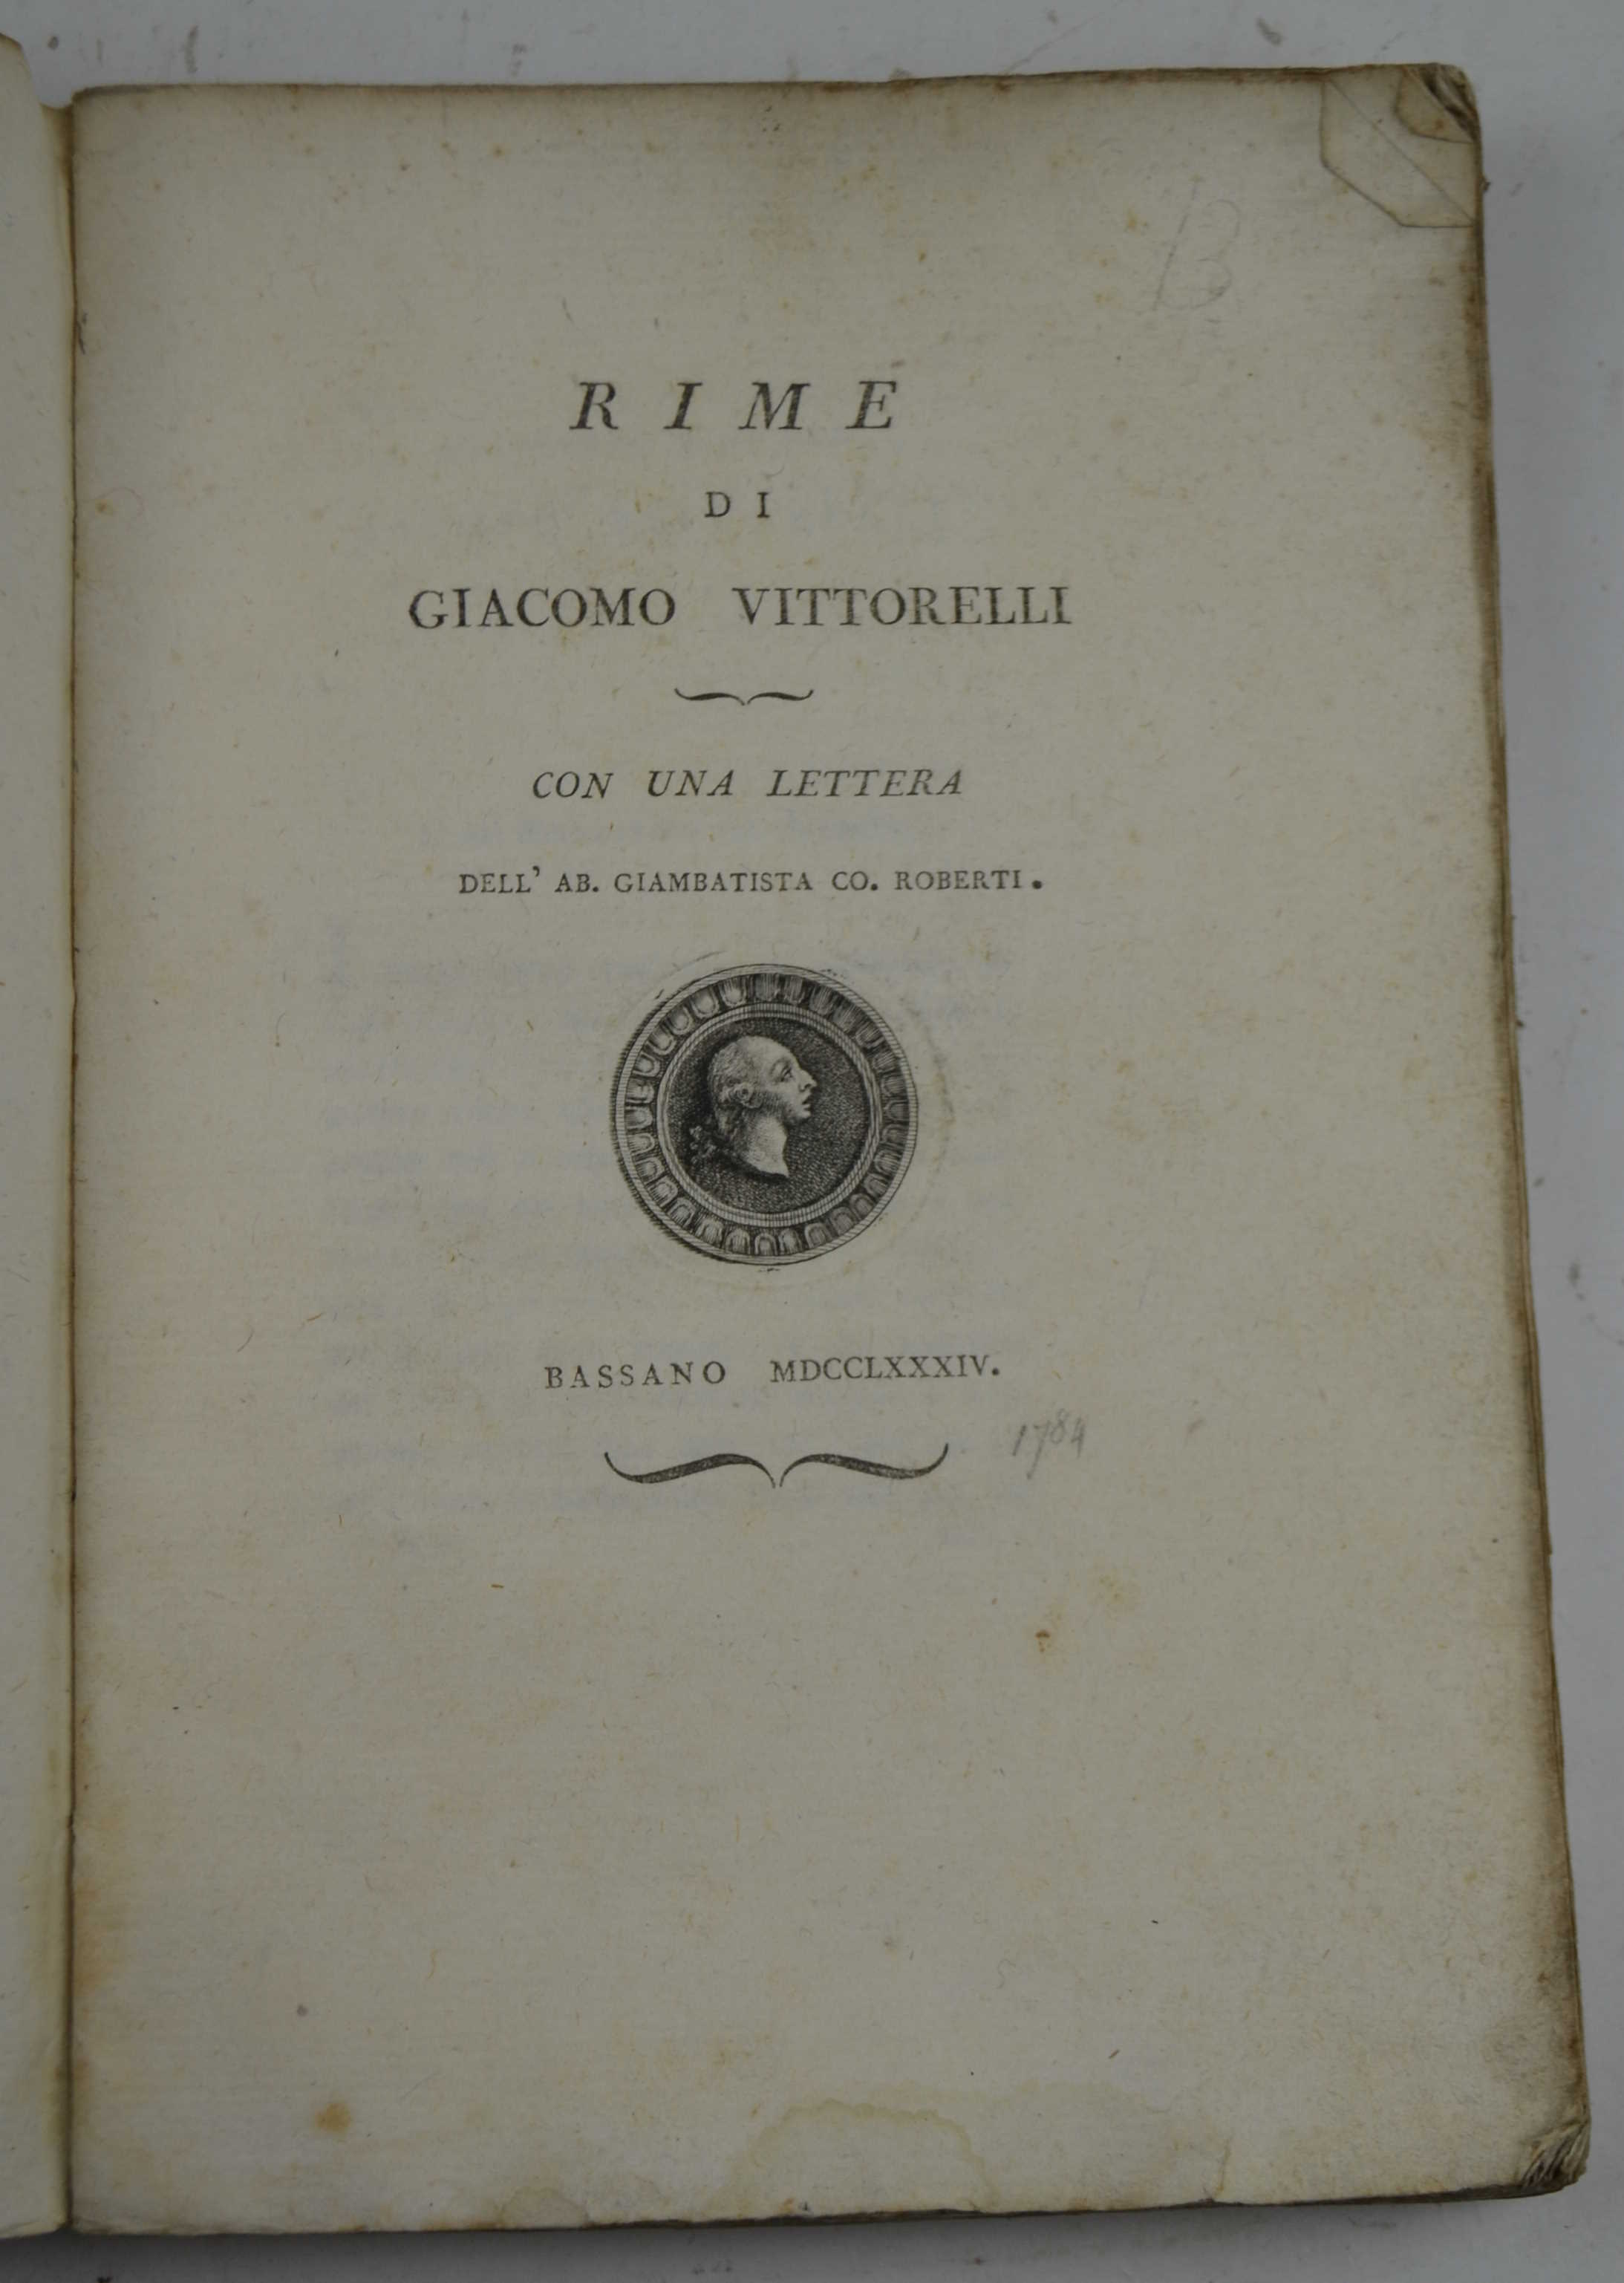 B
RIME
DI
GIACOMO VITTORELLI
CON UNA LETTERA
DELL' AB. GIAMBATISTA CO. ROBERTI.
BASSANO MDCCLXXXIV.
1784